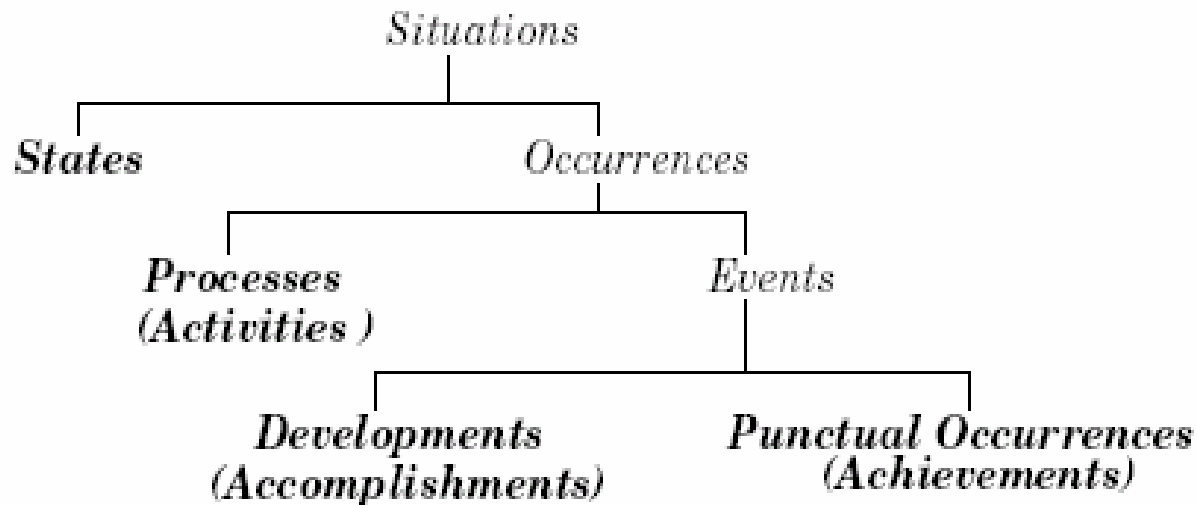 Situations
States
Occurrences
Processes
(Activities )
Events
Developments
(Accomplishments)
Punctual Occurrences
(Achievements)